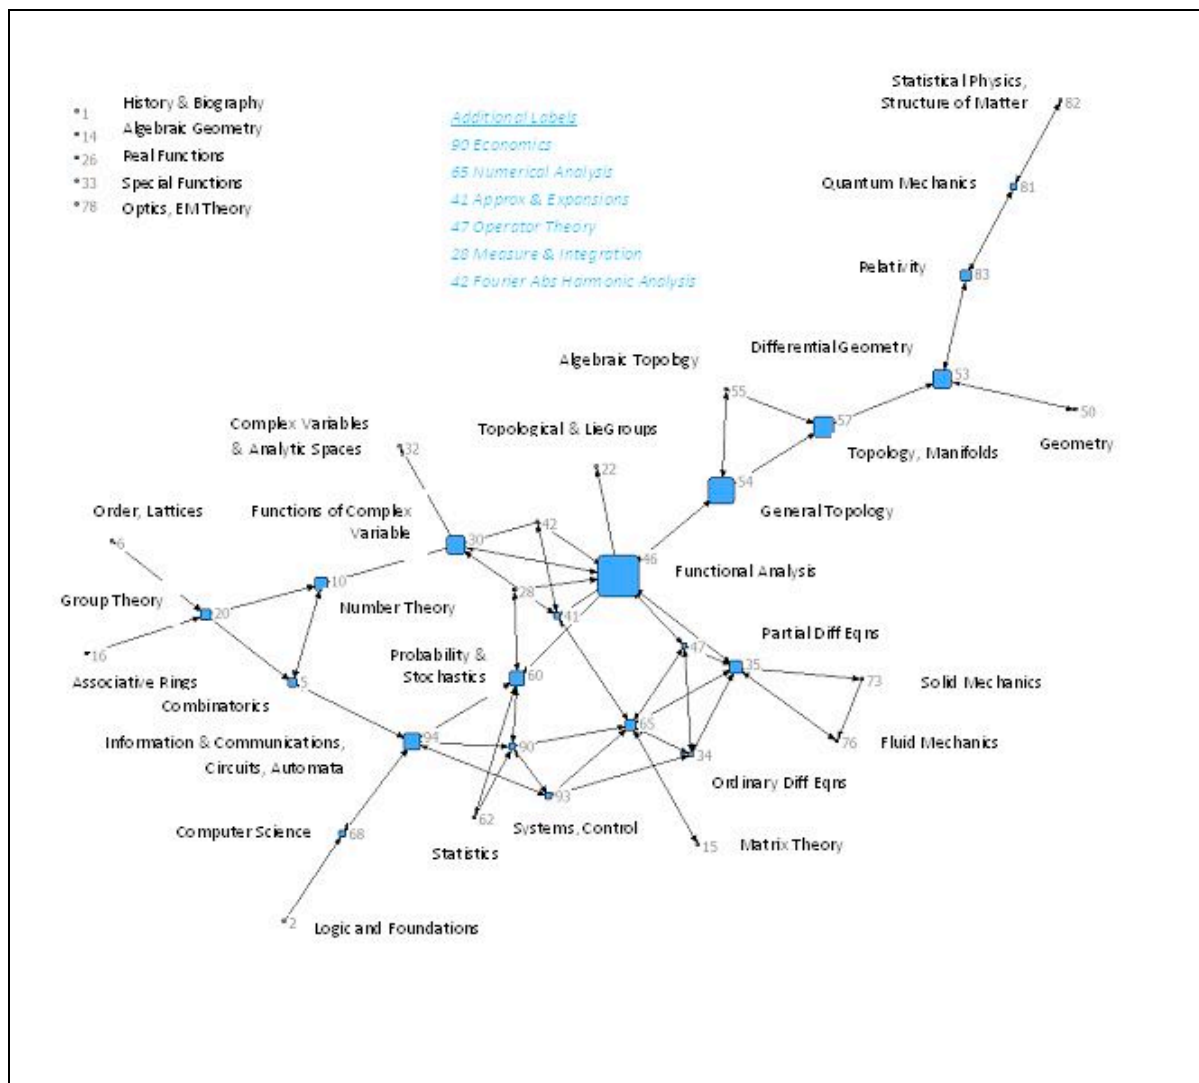 Statistical Physics,
Structure of Matter
82
1 History & Biography
14 Algebraic Geometry
26 Real Functions
33 Special Functions
78 Optics, EM Theory
Additional Labels
90 Economics
65 Numerical Analysis
41 Approx & Expansions
47 Operator Theory
28 Measure & Integration
42 Fourier Abs Harmonic Analysis
Quantum Mechanics
81
Relativity
83
Differential Geometry
53
Algebraic Topology
55
50
Geometry
57
Topology, Manifolds
Complex Variables
& Analytic Spaces
32
Topological & LieGroups
22
54
General Topology
Order, Lattices
6
Functions of Complex
Variable
30
42
46
Functional Analysis
Group Theory
20
10
Number Theory
28
41
16
Associative Rings
5
Combinatorics
Probability &
Stochastics
60
47
Partial Diff Eqns
35
73
Solid Mechanics
Information & Communications,
Circuits, Automata
94
90
65
34
76
Fluid Mechanics
Ordinary Diff Eqns
93
Systems, Control
Computer Science
68
62
Statistics
15
Matrix Theory
2
Logic and Foundations